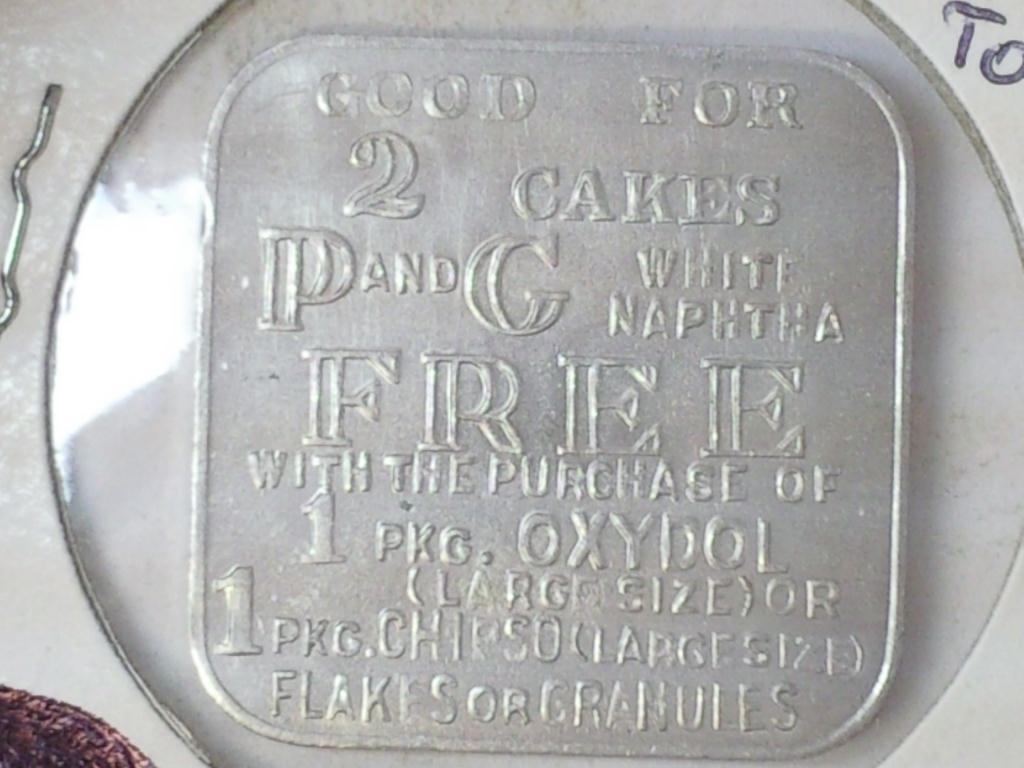 GOOD FOR
2 CAKES
P AND G WHITE NAPHTHA
FREE
WITH THE PURCHASE OF
1 PKG. OXYDOL
(LARGE SIZE) OR
1 PKG. CHIPSO (LARGE SIZE)
FLAKES OR GRANULES
To